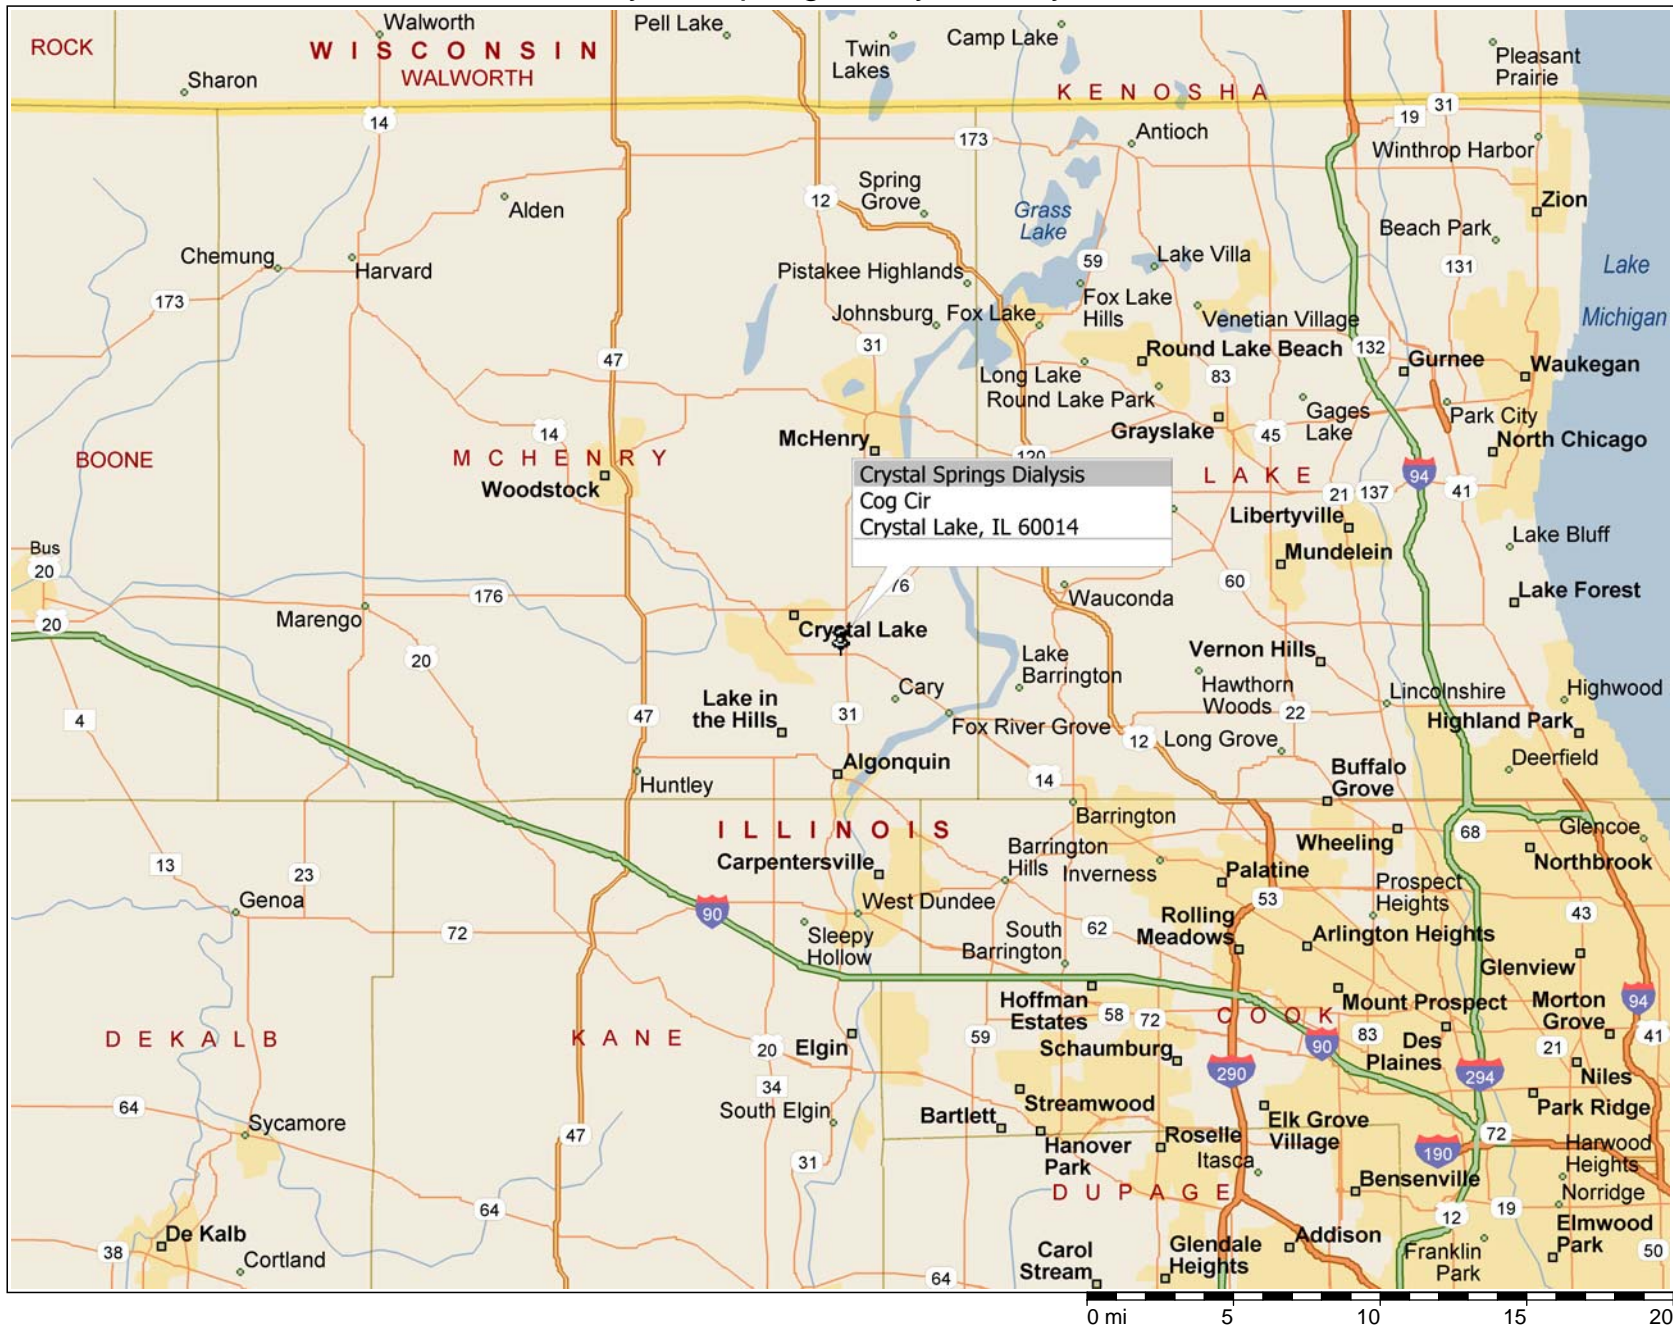 ROCK
WISCONSIN
WALWORTH
Walworth
Sharon
Pell Lake
Twin
Lakes
Camp Lake
KENOSHA
Pleasant
Prairie
14
173
Antioch
19
31
Winthrop Harbor
Alden
12
Spring
Grove
Grass
Lake
Zion
Beach Park
Chemung
Harvard
173
Pistakee Highlands
59
Lake Villa
131
Lake
Michigan
Johnsburg
Fox Lake
Fox Lake
Hills
Venetian Village
47
31
Round Lake Beach
132
Gurnee
Waukegan
Long Lake
Round Lake Park
83
Gages
Lake
Park City
14
McHenry
Grayslake
45
North Chicago
BOONE
MCHENRY
Woodstock
120
Crystal Springs Dialysis
Cog Cir
Crystal Lake, IL 60014
LAKE
21
137
94
41
Libertyville
Mundelein
Lake Bluff
Bus
20
20
176
76
60
Wauconda
Lake Forest
Marengo
Crystal Lake
20
Vernon Hills
Lake
Barrington
Hawthorn
Woods
Cary
Lincolnshire
Highwood
4
47
Lake in
the Hills
31
Fox River Grove
12
22
Highland Park
Long Grove
Algonquin
Huntley
14
Buffalo
Grove
Deerfield
ILLINOIS
Barrington
68
Glencoe
Wheeling
13
23
Carpentersville
Barrington
Hills
Inverness
Palatine
Northbrook
Prospect
Heights
Genoa
90
West Dundee
53
43
72
Sleepy
Hollow
South
Barrington
62
Rolling
Meadows
Arlington Heights
Glenview
Hoffman
Estates
58
72
COOK
Mount Prospect
Morton
Grove
94
DEKALB
KANE
20
Elgin
59
Schaumburg
90
83
Des
Plaines
21
41
290
294
Niles
34
64
South Elgin
Streamwood
Park Ridge
Sycamore
47
Bartlett
Hanover
Park
Roselle
Elk Grove
Village
72
Itasca
190
Harwood
Heights
31
DUPAGE
Bensenville
Norridge
64
12
19
De Kalb
38
Cortland
Carol
Stream
64
Glendale
Heights
Addison
Franklin
Park
Elmwood
Park
50
0 mi 5 10 15 20